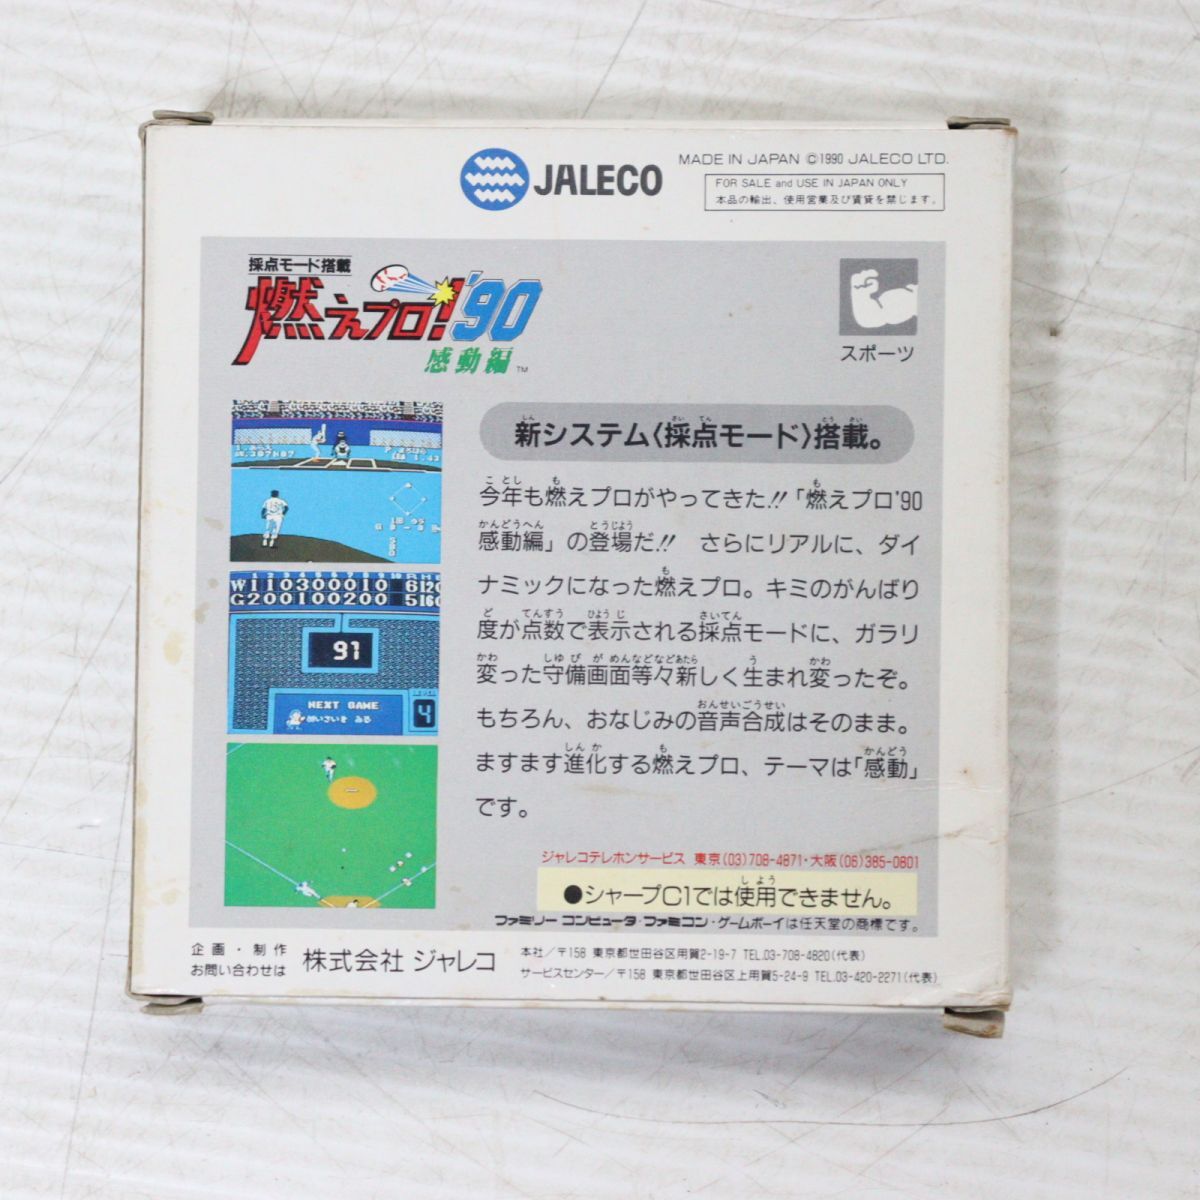 JALECO
MADE IN JAPAN ©1990 JALECO LTD.
FOR SALE and USE IN JAPAN ONLY
本品の輸出、使用営業及び賃貸を禁じます。
採点モード搭載
燃えプロ!'90
感動編 TM
スポーツ
新システム〈採点モード〉搭載。
今年も燃えプロがやってきた!!「燃えプロ'90
感動編」の登場だ!! さらにリアルに、ダイ
ナミックになった燃えプロ。キミのがんばり
度が点数で表示される採点モードに、ガラリ
変った守備画面等々新しく生まれ変ったぞ。
もちろん、おなじみの音声合成はそのまま。
ますます進化する燃えプロ、テーマは「感動」
です。
W110300010 6120
G200100200 5160
91
NEXT GAME
4
ジャレコテレホンサービス 東京(03)708-4871・大阪(06)385-0801
●シャープC1では使用できません。
ファミリーコンピュータ・ファミコン・ゲームボーイは任天堂の商標です。
企画・制作
お問い合わせは
株式会社 ジャレコ
本社/〒158 東京都世田谷区用賀2-19-7 TEL.03-708-4820(代表)
サービスセンター/〒158 東京都世田谷区上用賀5-24-9 TEL.03-420-2271(代表)